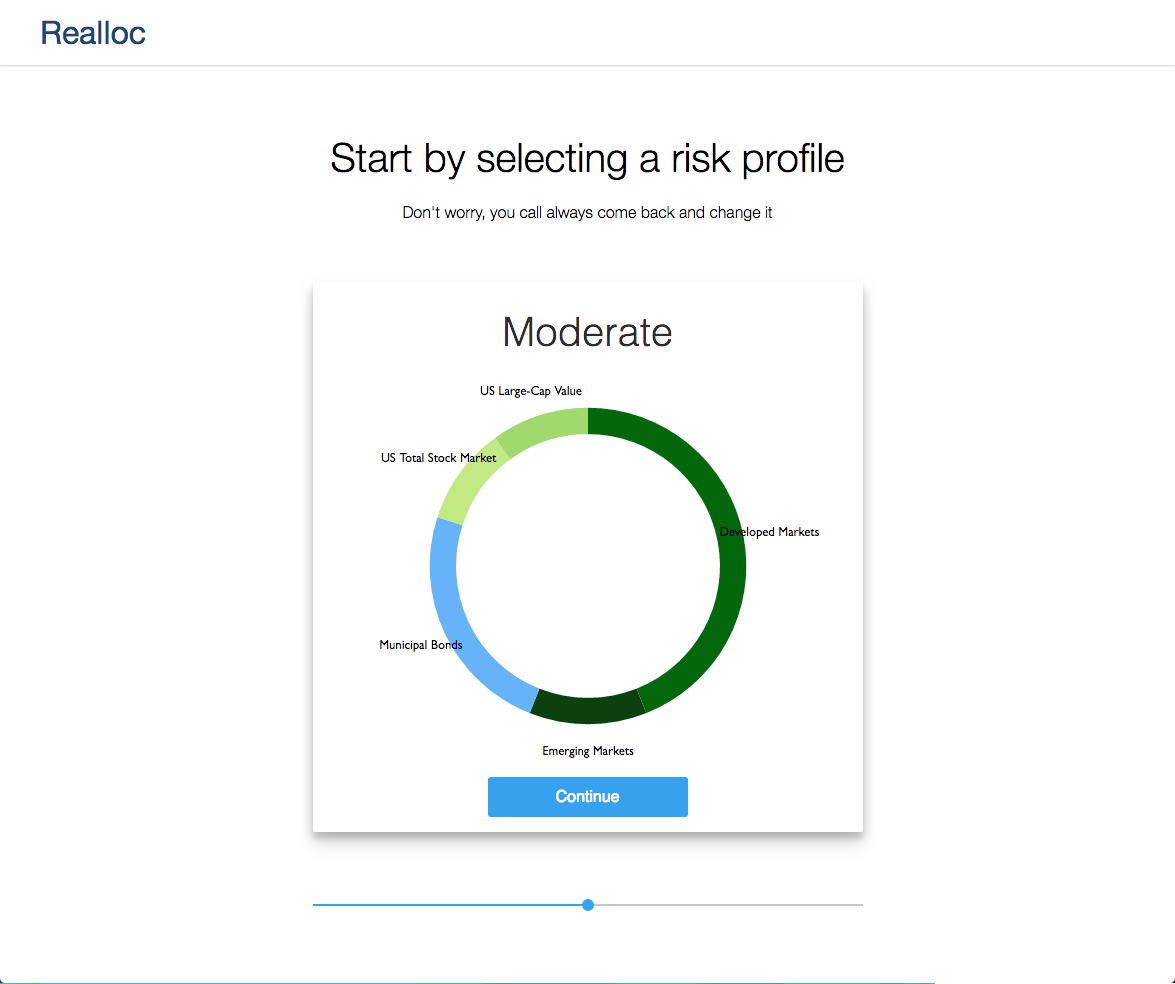 Realloc
Start by selecting a risk profile
Don't worry, you call always come back and change it
Moderate
US Large-Cap Value
US Total Stock Market
Developed Markets
Municipal Bonds
Emerging Markets
Continue